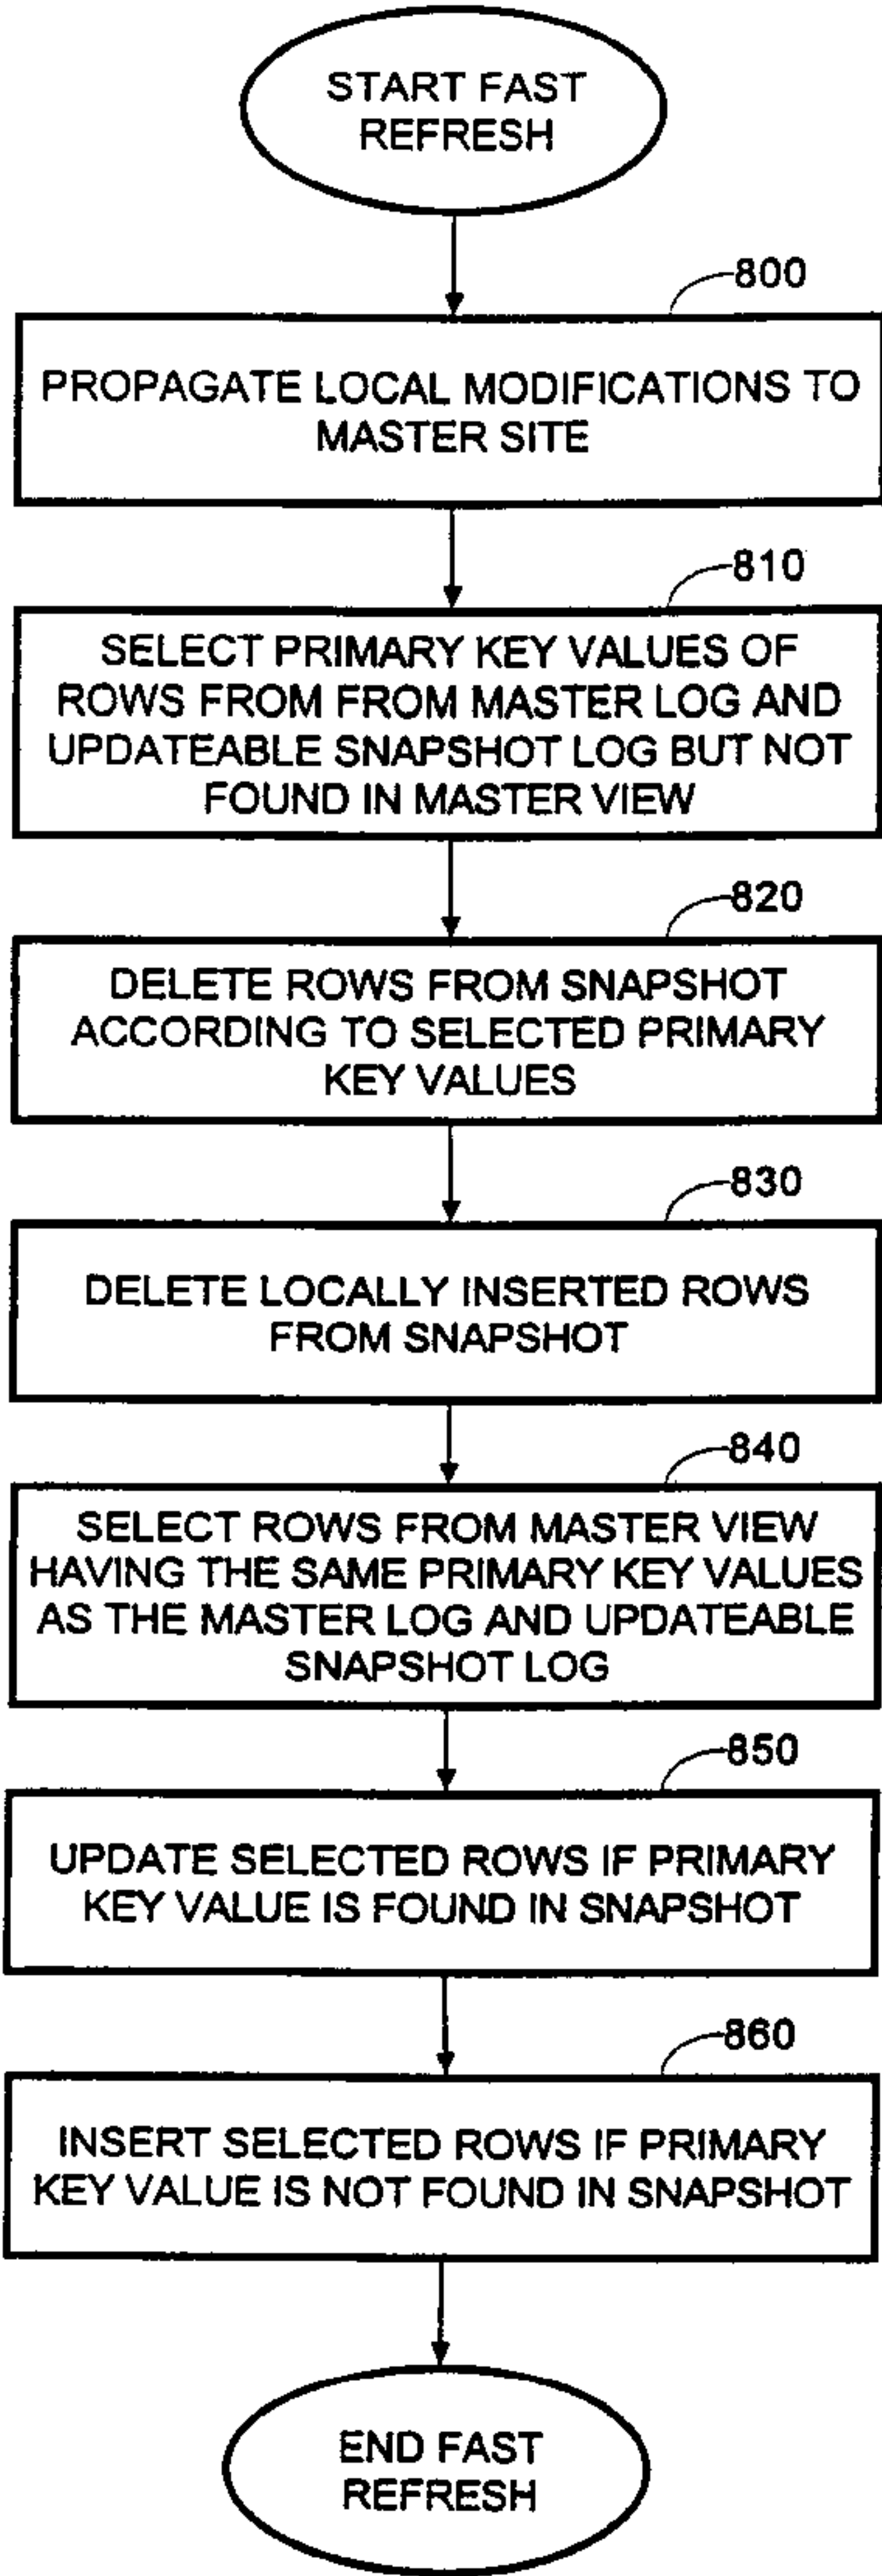 START FAST
REFRESH
800
PROPAGATE LOCAL MODIFICATIONS TO
MASTER SITE
810
SELECT PRIMARY KEY VALUES OF
ROWS FROM FROM MASTER LOG AND
UPDATEABLE SNAPSHOT LOG BUT NOT
FOUND IN MASTER VIEW
820
DELETE ROWS FROM SNAPSHOT
ACCORDING TO SELECTED PRIMARY
KEY VALUES
830
DELETE LOCALLY INSERTED ROWS
FROM SNAPSHOT
840
SELECT ROWS FROM MASTER VIEW
HAVING THE SAME PRIMARY KEY VALUES
AS THE MASTER LOG AND UPDATEABLE
SNAPSHOT LOG
850
UPDATE SELECTED ROWS IF PRIMARY
KEY VALUE IS FOUND IN SNAPSHOT
860
INSERT SELECTED ROWS IF PRIMARY
KEY VALUE IS NOT FOUND IN SNAPSHOT
END FAST
REFRESH